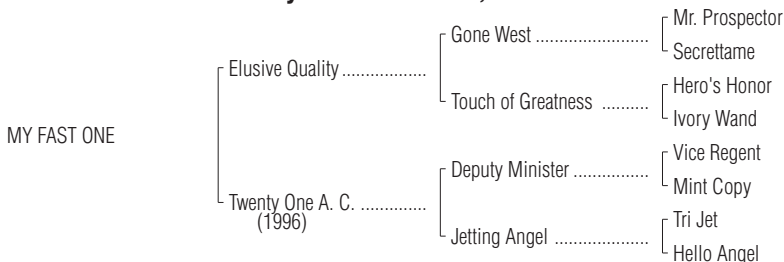 Gone West ........................
Mr. Prospector
Secrettame
Elusive Quality ..................
Touch of Greatness ..........
Hero's Honor
Ivory Wand
MY FAST ONE
Twenty One A. C. ..............
(1996)
Deputy Minister ................
Vice Regent
Mint Copy
Jetting Angel ....................
Tri Jet
Hello Angel